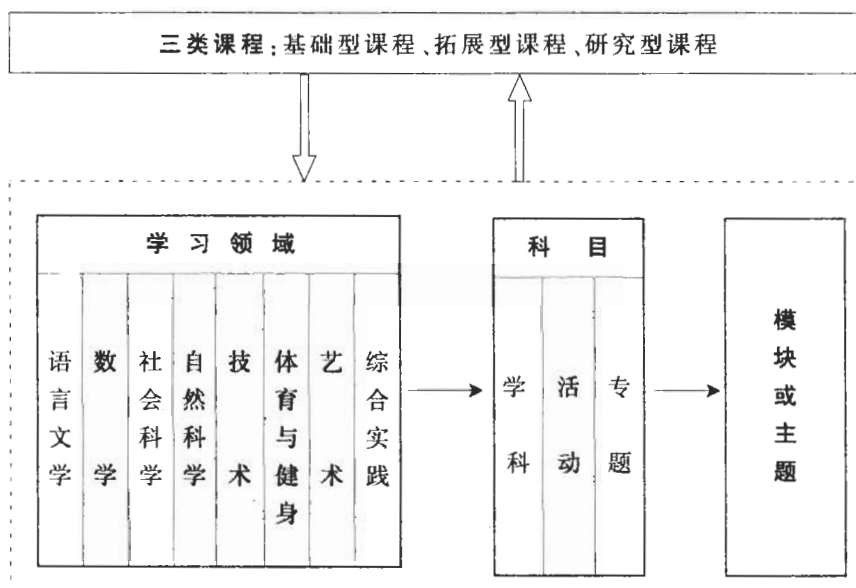 三类课程:基础型课程、拓展型课程、研究型课程
学习领域
语言文学
数学
社会科学
自然科学
技术
体育与健身
艺术
综合实践
科目
学科
活动
专题
模块或主题